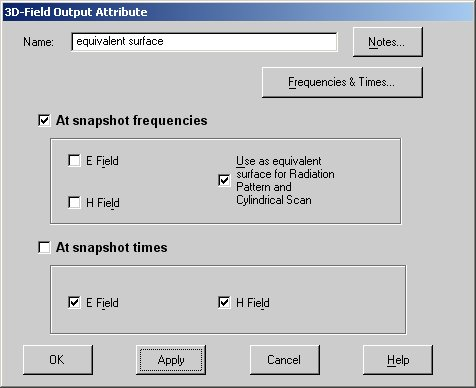 3D-Field Output Attribute
Name: equivalent surface Notes...
Frequencies & Times...
At snapshot frequencies
E Field
H Field
Use as equivalent
surface for Radiation
Pattern and
Cylindrical Scan
At snapshot times
E Field H Field
OK Apply Cancel Help